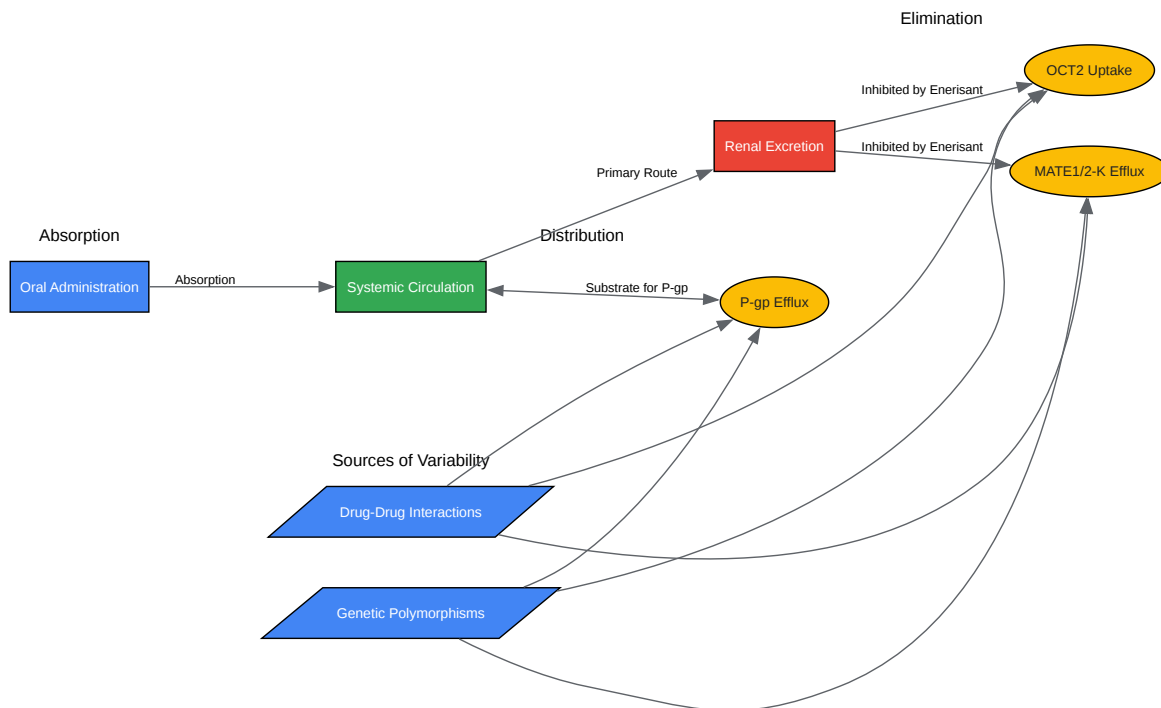 Elimination
OCT2 Uptake
Inhibited by Enerisant
Renal Excretion
Inhibited by Enerisant
MATE1/2-K Efflux
Primary Route
Absorption
Distribution
Oral Administration
Absorption
Systemic Circulation
Substrate for P-gp
P-gp Efflux
Sources of Variability
Drug-Drug Interactions
Genetic Polymorphisms